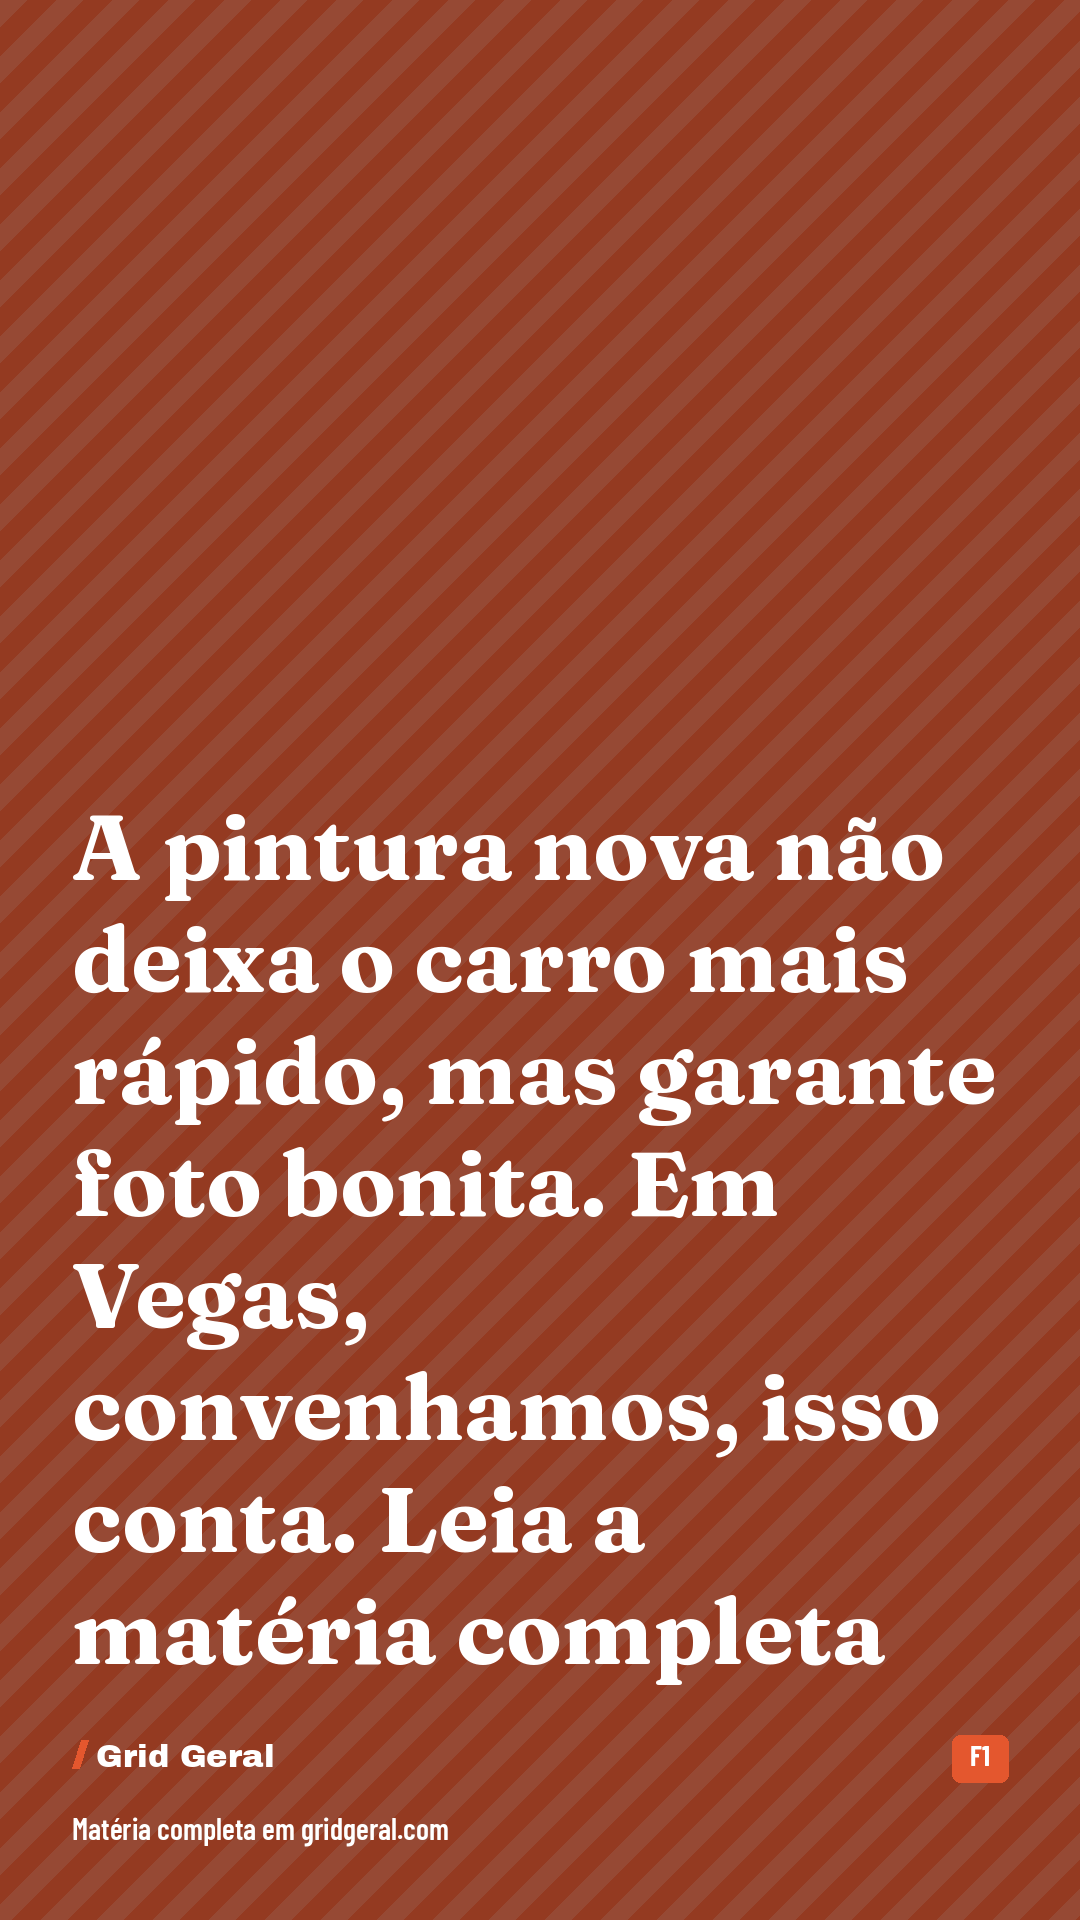 A pintura nova não
deixa o carro mais
rápido, mas garante
foto bonita. Em
Vegas,
convenhamos, isso
conta. Leia a
matéria completa
/ Grid Geral
F1
Matéria completa em gridgeral.com